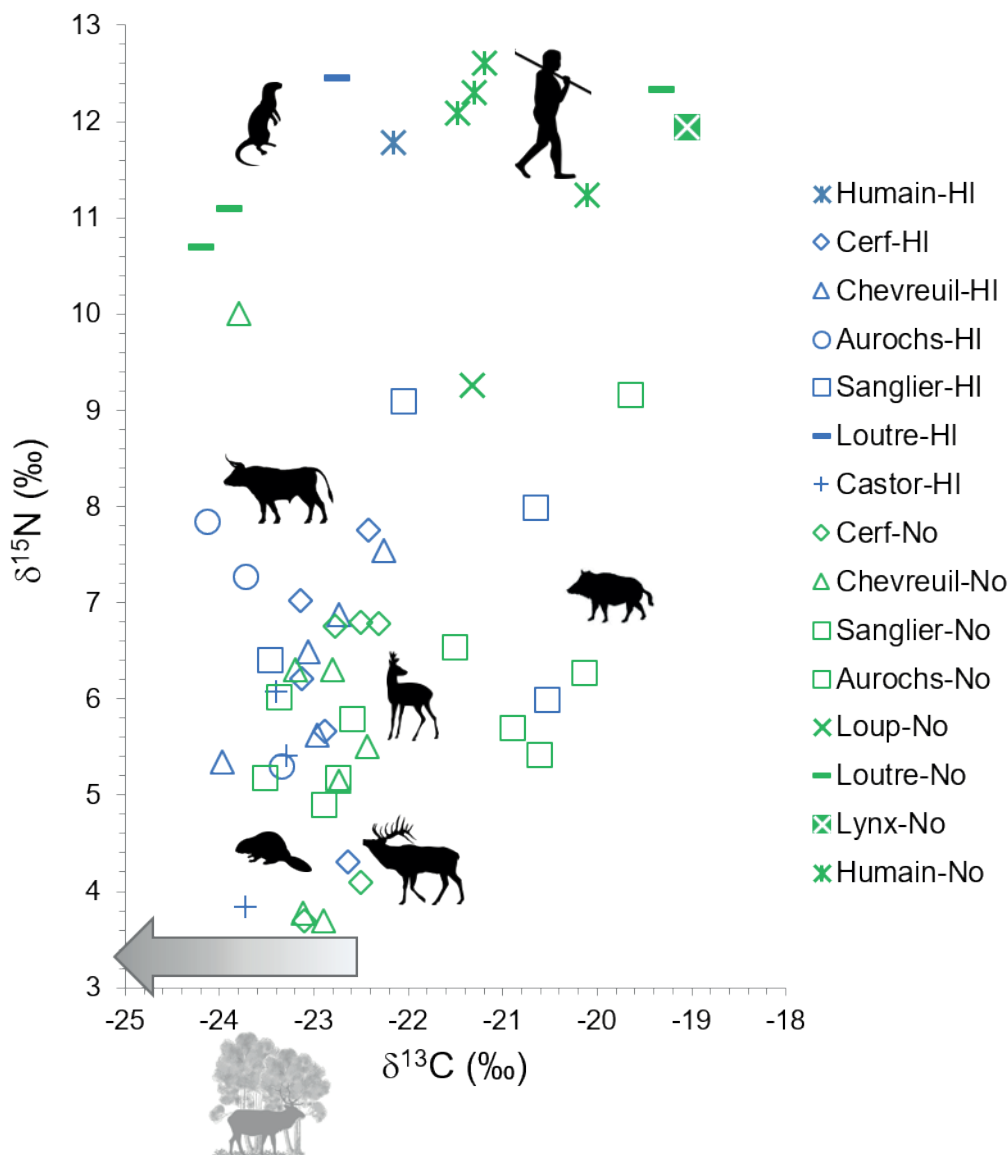 13
12
11
10
9
8
7
6
5
4
3
δ15N (‰)
-25 -24 -23 -22 -21 -20 -19 -18
δ13C (‰)
Humain-HI
Cerf-HI
Chevreuil-HI
Aurochs-HI
Sanglier-HI
Loutre-HI
Castor-HI
Cerf-No
Chevreuil-No
Sanglier-No
Aurochs-No
Loup-No
Loutre-No
Lynx-No
Humain-No